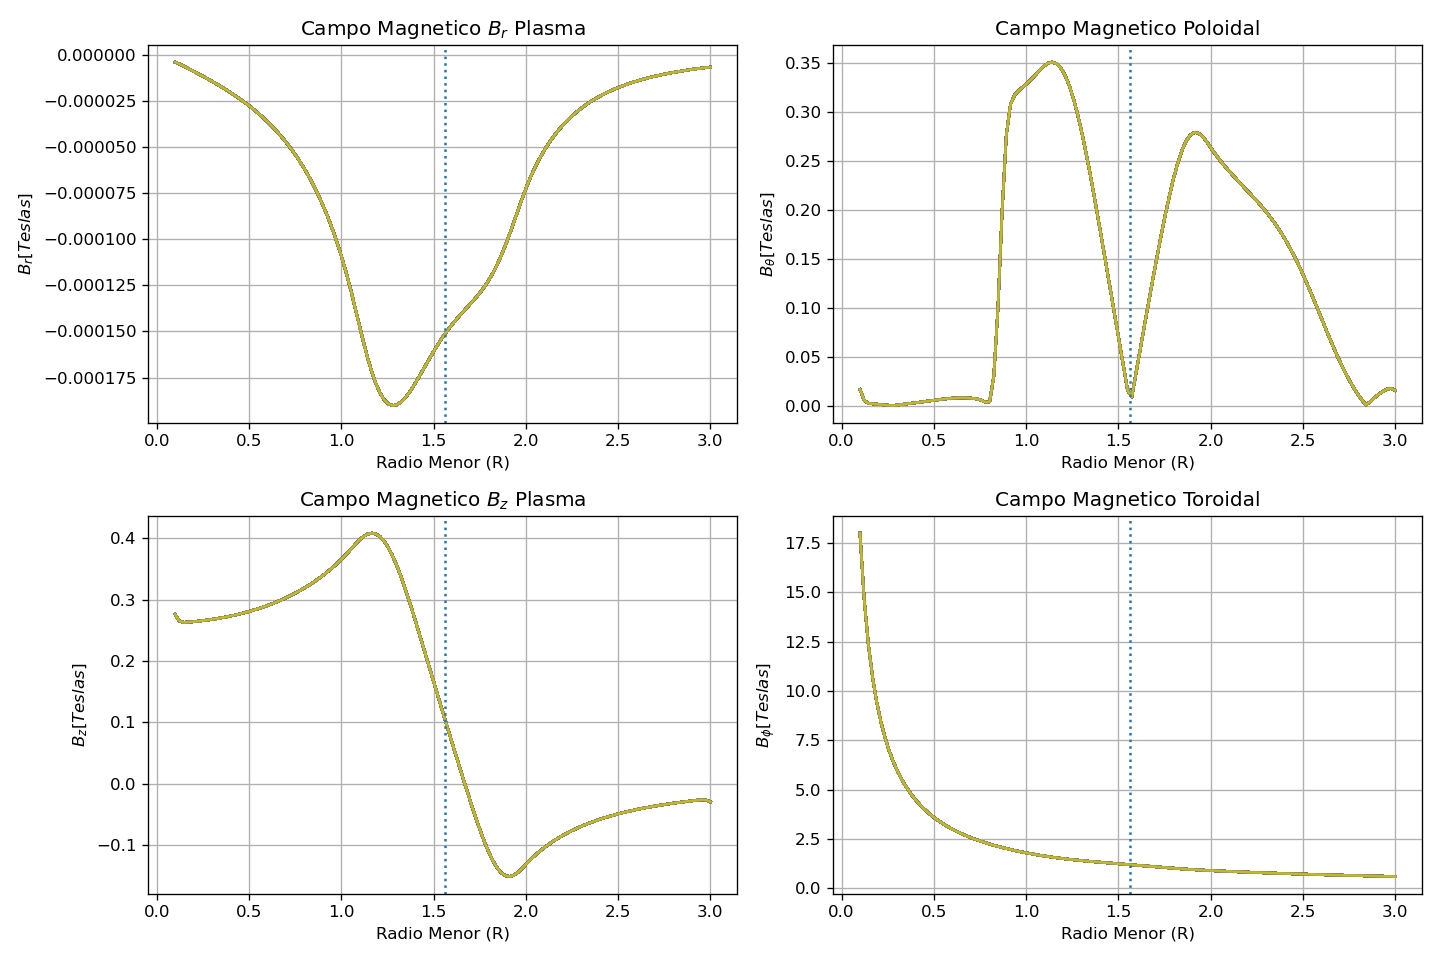 Campo Magnetico B_r Plasma
0.000000
−0.000025
−0.000050
−0.000075
−0.000100
−0.000125
−0.000150
−0.000175
B_r[Teslas]
0.0 0.5 1.0 1.5 2.0 2.5 3.0
Radio Menor (R)
Campo Magnetico Poloidal
0.35
0.30
0.25
0.20
0.15
0.10
0.05
0.00
B_θ[Teslas]
0.0 0.5 1.0 1.5 2.0 2.5 3.0
Radio Menor (R)
Campo Magnetico B_z Plasma
0.4
0.3
0.2
0.1
0.0
−0.1
B_z[Teslas]
0.0 0.5 1.0 1.5 2.0 2.5 3.0
Radio Menor (R)
Campo Magnetico Toroidal
17.5
15.0
12.5
10.0
7.5
5.0
2.5
0.0
B_ϕ[Teslas]
0.0 0.5 1.0 1.5 2.0 2.5 3.0
Radio Menor (R)